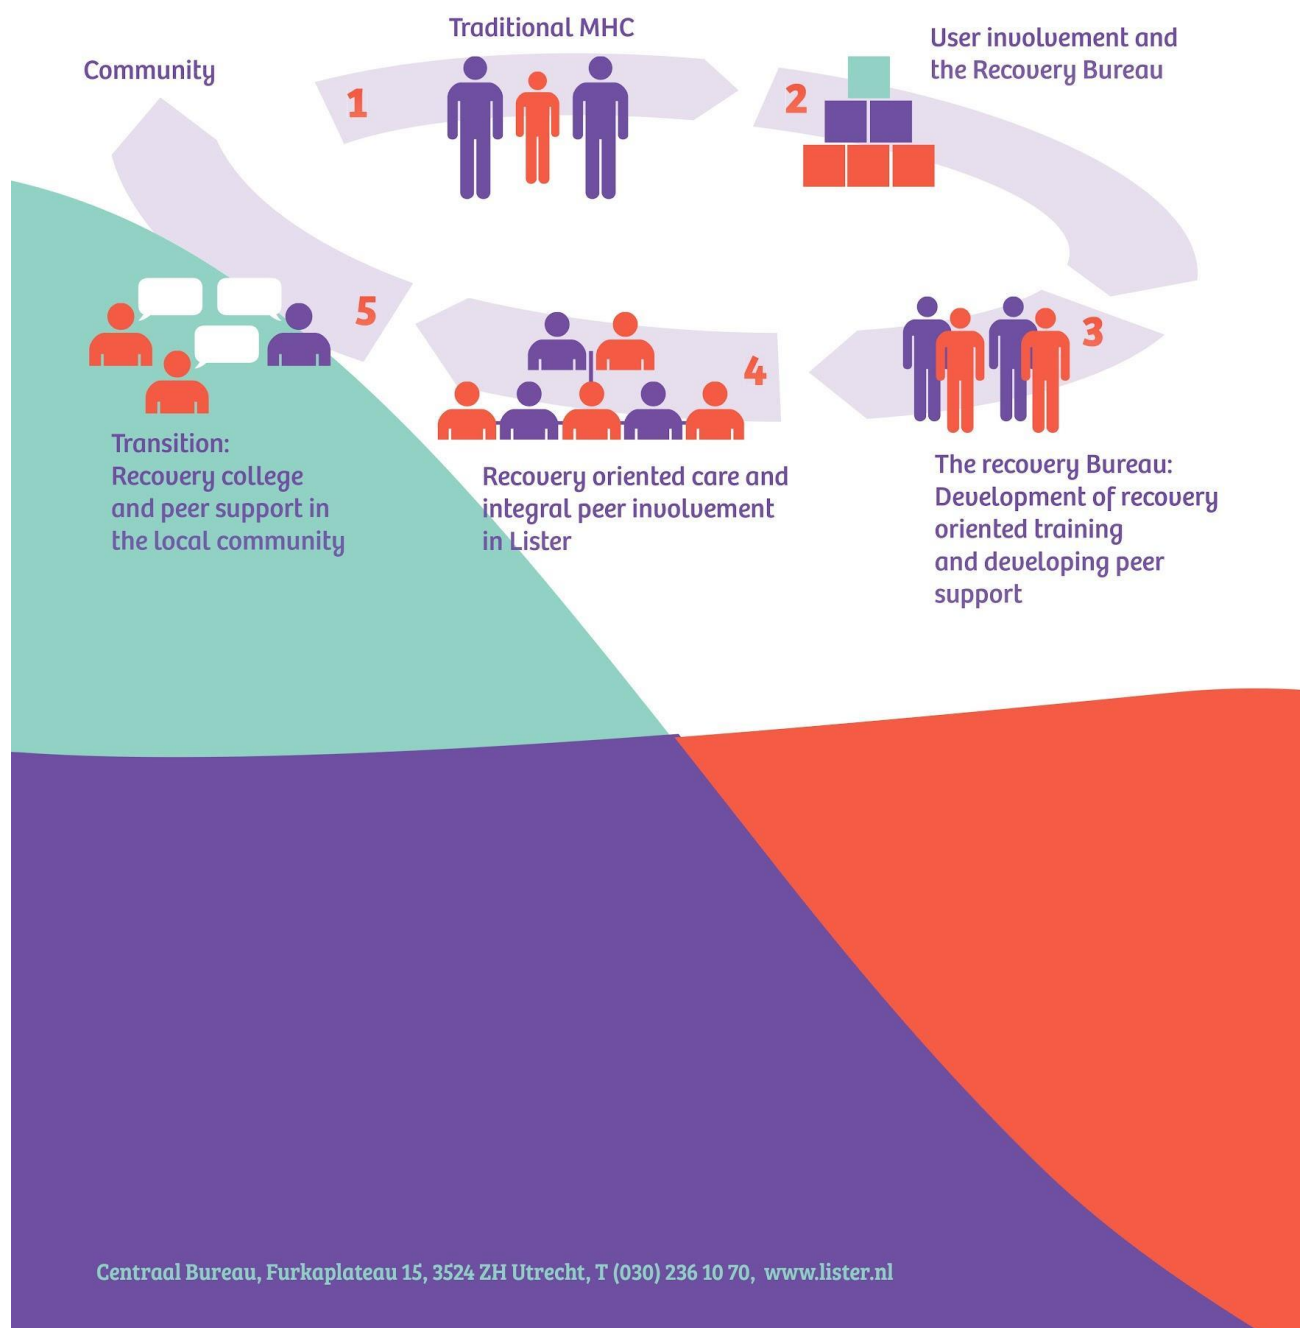 Traditional MHC
Community
1
2
User involvement and
the Recovery Bureau
3
The recovery Bureau:
Development of recovery
oriented training
and developing peer
support
4
Recovery oriented care and
integral peer involvement
in Lister
5
Transition:
Recovery college
and peer support in
the local community
Centraal Bureau, Furkaplateau 15, 3524 ZH Utrecht, T (030) 236 10 70, www.lister.nl